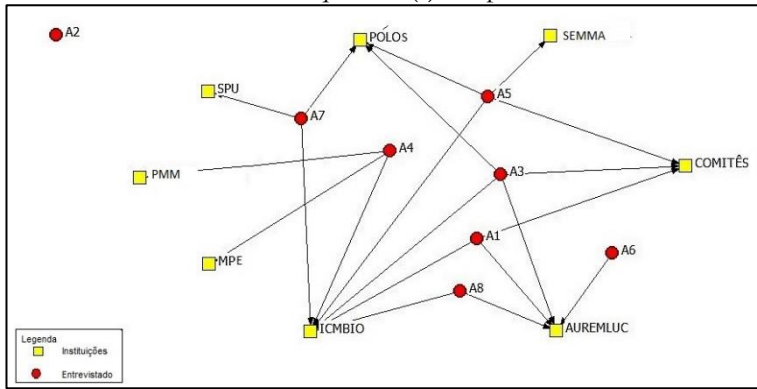 A2
POLOS
SEMMA
SPU
A5
A7
A4
A3
COMITÊS
PMM
A1
A6
MPE
A8
ICMBIO
AUREMLUC
Legenda
Instituições
Entrevistado